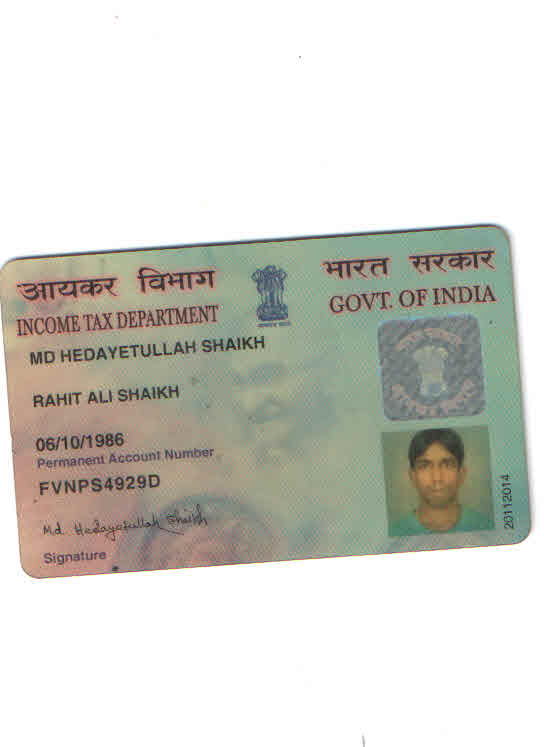 आयकर विभाग
भारत सरकार
INCOME TAX DEPARTMENT
GOVT. OF INDIA
MD HEDAYETULLAH SHAIKH
RAHIT ALI SHAIKH
06/10/1986
Permanent Account Number
FVNPS4929D
Md. Hedayetullah Shaikh
Signature
20112014